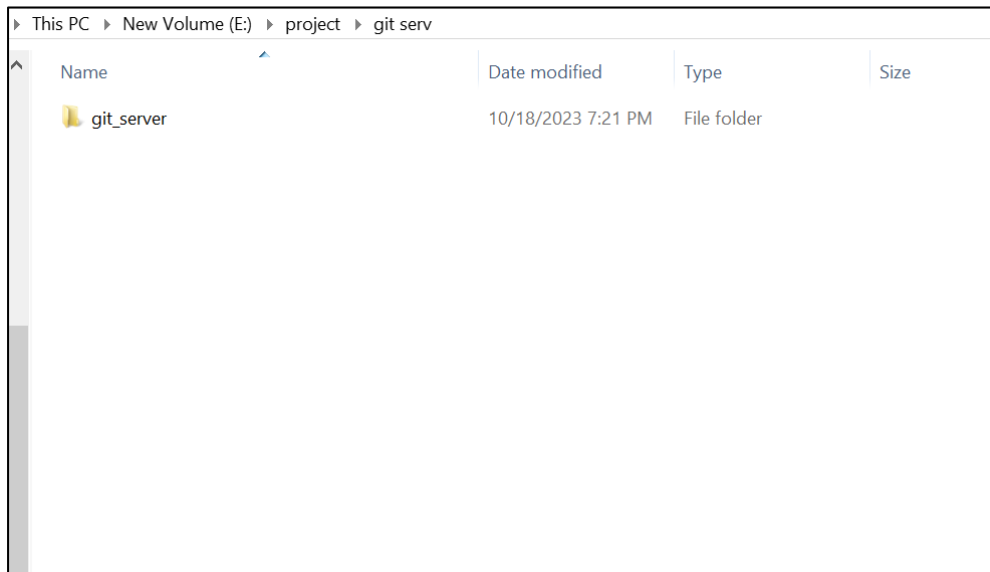 This PC New Volume (E:) project git serv
Name Date modified Type Size
git_server 10/18/2023 7:21 PM File folder